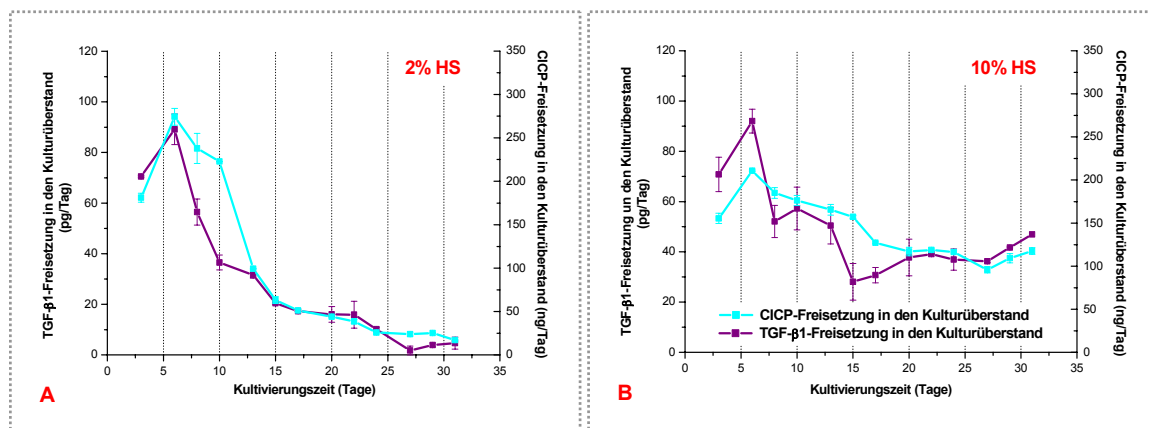 2% HS
TGF-β1-Freisetzung in den Kulturüberstand
(pg/Tag)
120
100
80
60
40
20
0
CICP-Freisetzung in den Kulturüberstand (ng/Tag)
350
300
250
200
150
100
50
0
0 5 10 15 20 25 30 35
Kultivierungszeit (Tage)
A
10% HS
TGF-β1-Freisetzung un den Kulturüberstand
(pg/Tag)
120
100
80
60
40
20
0
CICP-Freisetzung in den Kulturüberstand (ng/Tag)
350
300
250
200
150
100
50
0
CICP-Freisetzung in den Kulturüberstand
TGF-β1-Freisetzung in den Kulturüberstand
0 5 10 15 20 25 30 35
Kultivierungszeit (Tage)
B